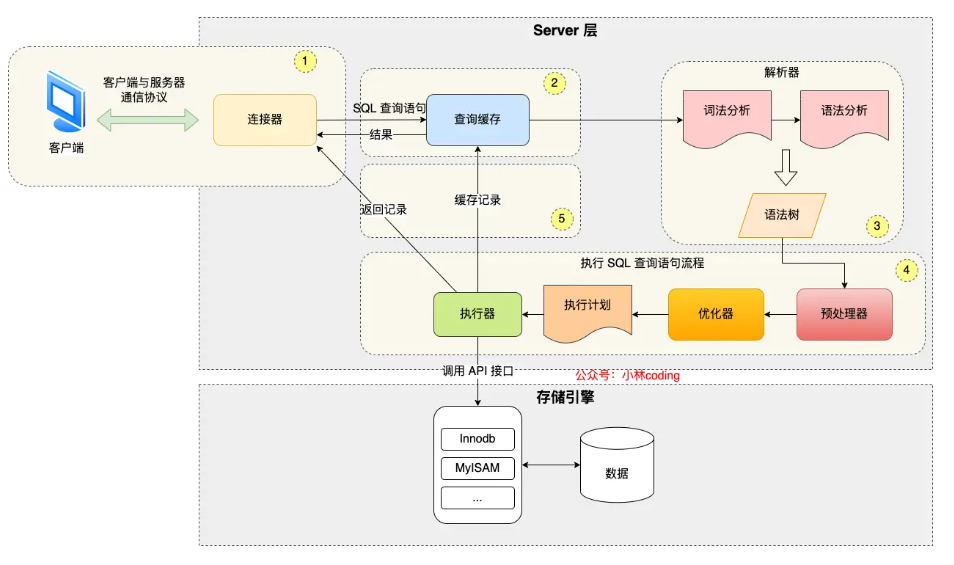 Server 层
1
客户端与服务器
通信协议
客户端
连接器
SQL 查询语句
结果
2
查询缓存
解析器
词法分析
语法分析
语法树
3
返回记录
缓存记录
5
执行 SQL 查询语句流程
4
执行器
执行计划
优化器
预处理器
调用 API 接口
公众号：小林coding
存储引擎
Innodb
MyISAM
...
数据